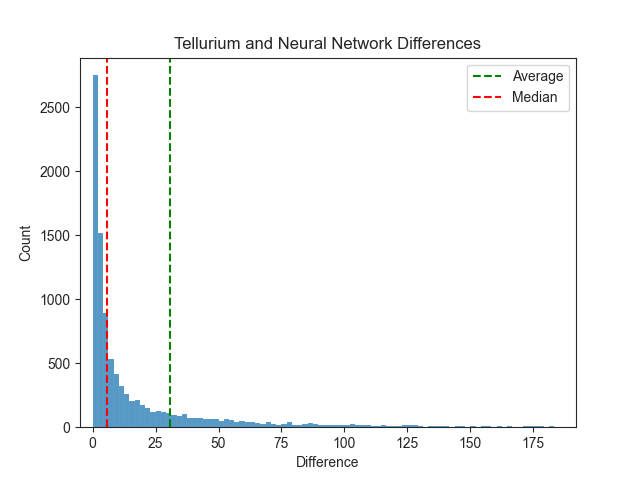 Tellurium and Neural Network Differences
Average
Median
Count
2500
2000
1500
1000
500
0
0 25 50 75 100 125 150 175
Difference